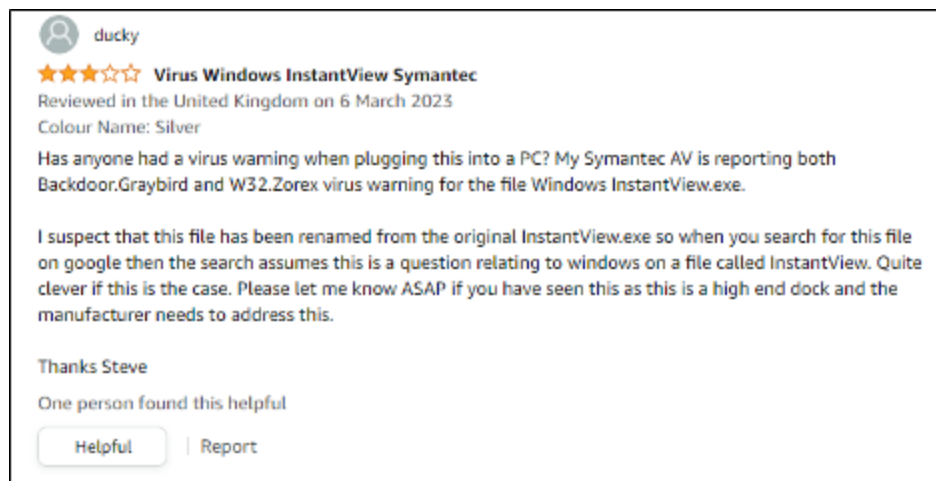 ducky
Virus Windows InstantView Symantec
Reviewed in the United Kingdom on 6 March 2023
Colour Name: Silver
Has anyone had a virus warning when plugging this into a PC? My Symantec AV is reporting both
Backdoor.Graybird and W32.Zorex virus warning for the file Windows InstantView.exe.
I suspect that this file has been renamed from the original InstantView.exe so when you search for this file
on google then the search assumes this is a question relating to windows on a file called InstantView. Quite
clever if this is the case. Please let me know ASAP if you have seen this as this is a high end dock and the
manufacturer needs to address this.
Thanks Steve
One person found this helpful
Helpful
Report